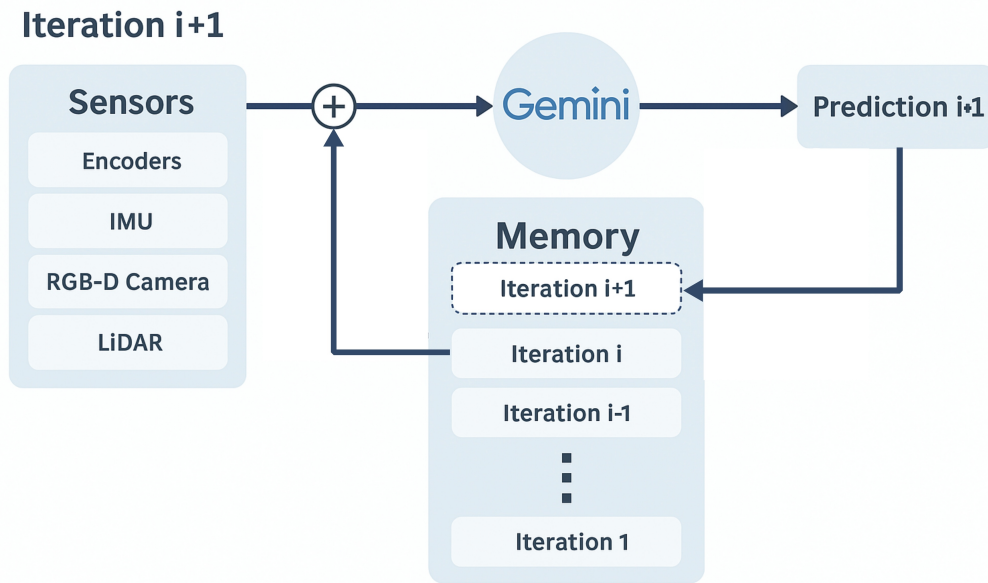 Iteration i+1
Sensors
Encoders
IMU
RGB-D Camera
LiDAR
+
Gemini
Prediction i+1
Memory
Iteration i+1
Iteration i
Iteration i-1
Iteration 1